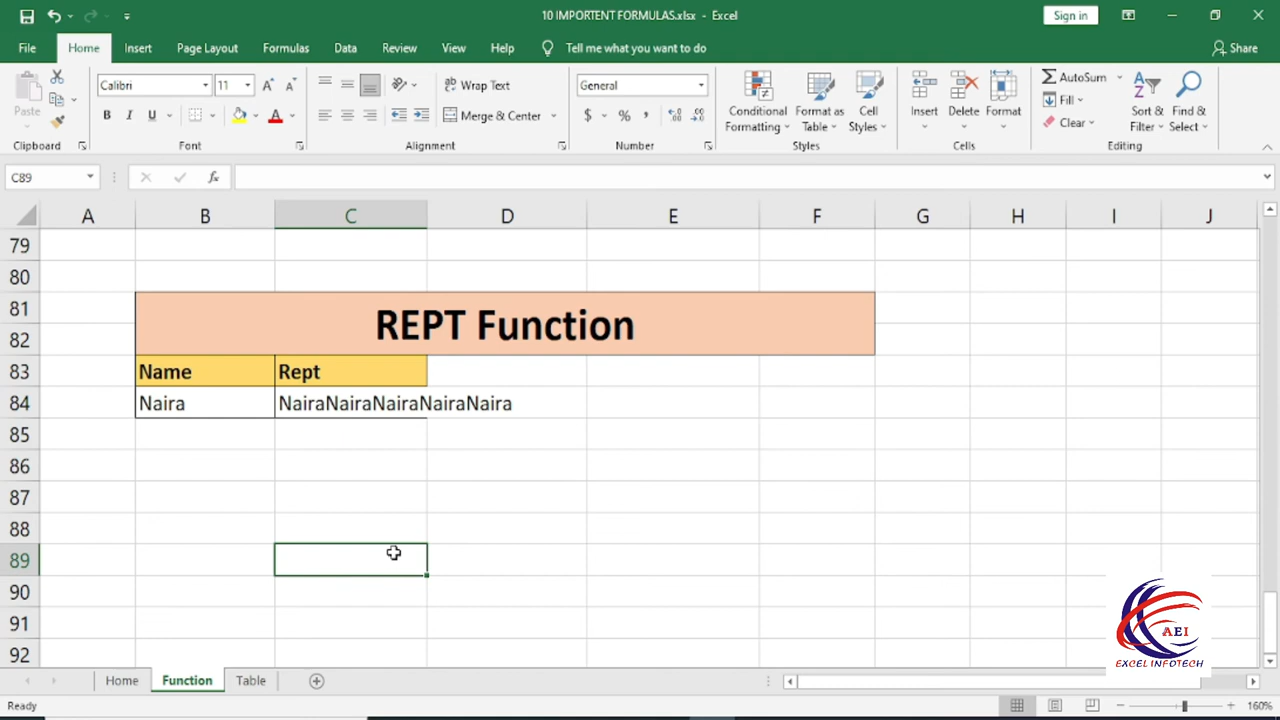 10 IMPORTENT FORMULAS.xlsx - Excel
Sign in
File Home Insert Page Layout Formulas Data Review View Help Tell me what you want to do Share
Paste
Calibri 11
Wrap Text
General
Merge & Center
Conditional Formatting
Format as Table
Cell Styles
Insert Delete Format
AutoSum
Fill
Clear
Sort & Filter
Find & Select
Clipboard Font Alignment Number Styles Cells Editing
C89
A B C D E F G H I J
79
80
81
82
REPT Function
83 Name Rept
84 Naira NairaNairaNairaNairaNaira
85
86
87
88
89
90
91
92
AEI
EXCEL INFOTECH
Home Function Table
Ready 160%